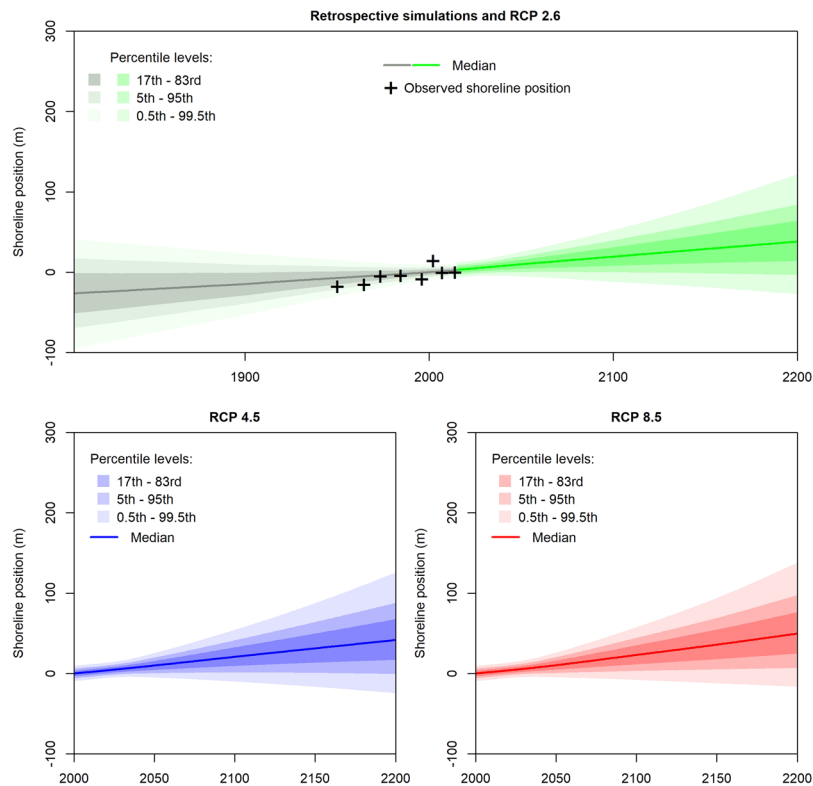 Retrospective simulations and RCP 2.6
Percentile levels:
17th - 83rd
5th - 95th
0.5th - 99.5th
Median
Observed shoreline position
Shoreline position (m)
300
200
100
0
-100
1900
2000
2100
2200
RCP 4.5
Percentile levels:
17th - 83rd
5th - 95th
0.5th - 99.5th
Median
Shoreline position (m)
300
200
100
0
-100
2000
2050
2100
2150
2200
RCP 8.5
Percentile levels:
17th - 83rd
5th - 95th
0.5th - 99.5th
Median
Shoreline position (m)
300
200
100
0
-100
2000
2050
2100
2150
2200